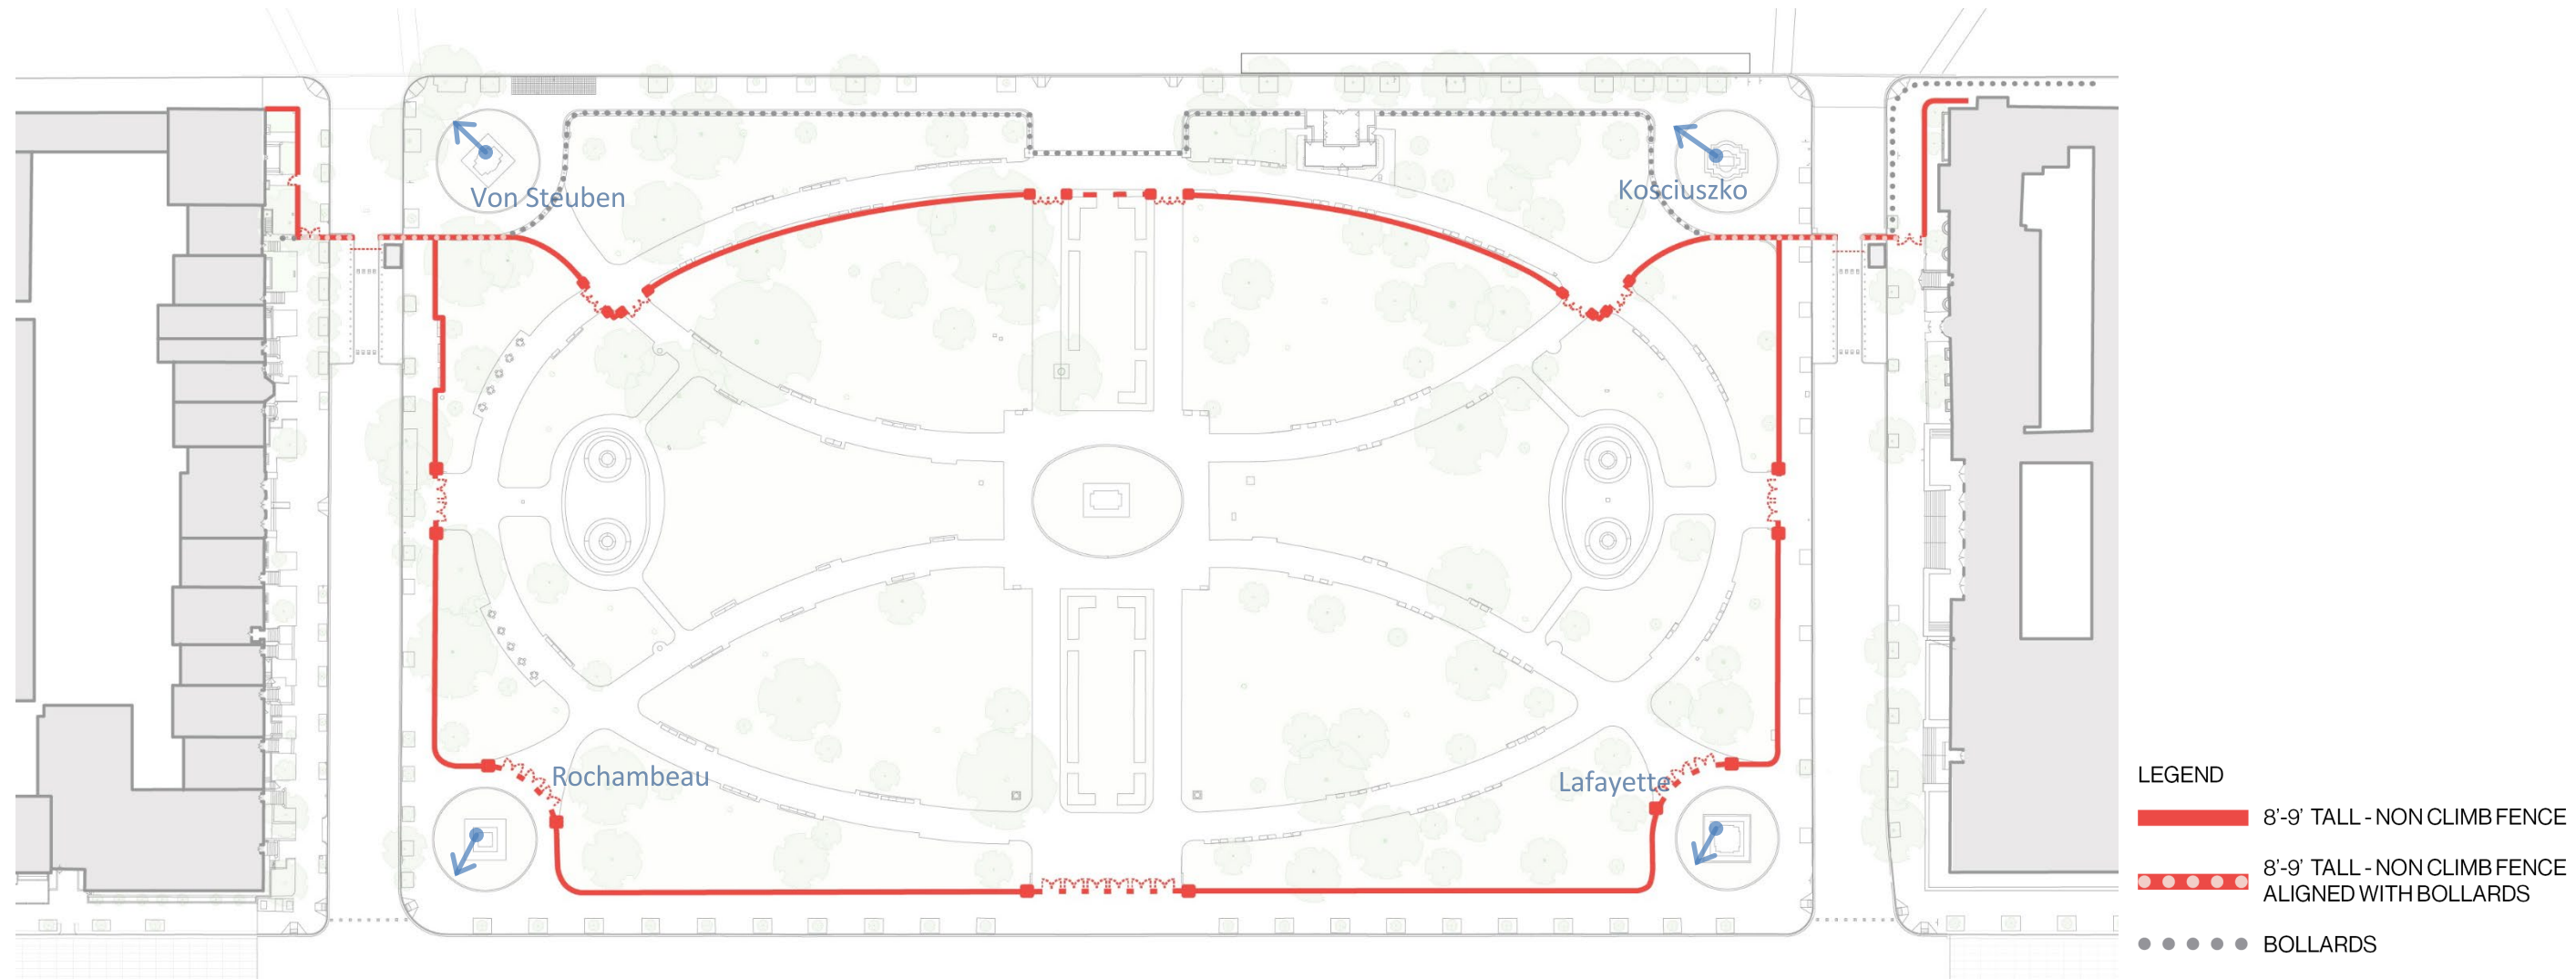 Von Steuben
Kosciuszko
Rochambeau
Lafayette
LEGEND
8'-9' TALL - NON CLIMB FENCE
8'-9' TALL - NON CLIMB FENCE
ALIGNED WITH BOLLARDS
BOLLARDS